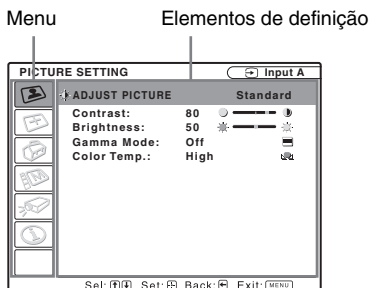 Menu Elementos de definição
PICTURE SETTING Input A
ADJUST PICTURE Standard
Contrast: 80
Brightness: 50
Gamma Mode: Off
Color Temp.: High
Sel: Set: Back: Exit: MENU